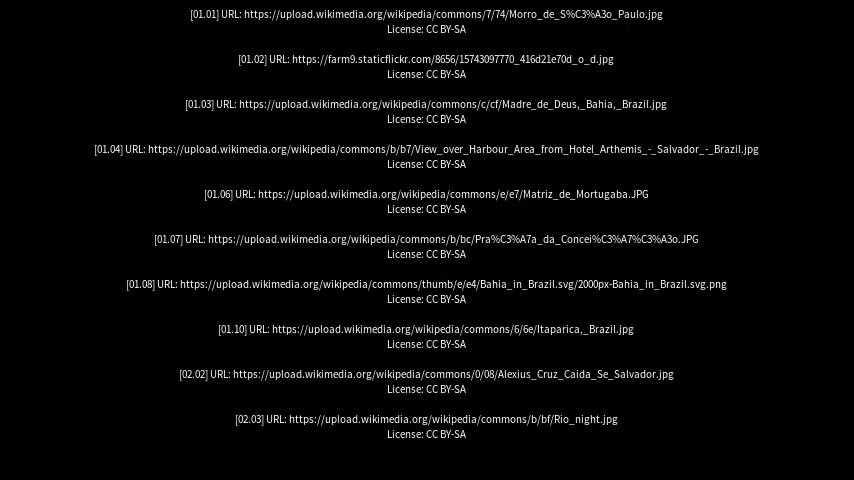 [01.01] URL: https://upload.wikimedia.org/wikipedia/commons/7/74/Morro_de_S%C3%A3o_Paulo.jpg
License: CC BY-SA
[01.02] URL: https://farm9.staticflickr.com/8656/15743097770_416d21e70d_o_d.jpg
License: CC BY-SA
[01.03] URL: https://upload.wikimedia.org/wikipedia/commons/c/cf/Madre_de_Deus,_Bahia,_Brazil.jpg
License: CC BY-SA
[01.04] URL: https://upload.wikimedia.org/wikipedia/commons/b/b7/View_over_Harbour_Area_from_Hotel_Arthemis_-_Salvador_-_Brazil.jpg
License: CC BY-SA
[01.06] URL: https://upload.wikimedia.org/wikipedia/commons/e/e7/Matriz_de_Mortugaba.JPG
License: CC BY-SA
[01.07] URL: https://upload.wikimedia.org/wikipedia/commons/b/bc/Pra%C3%A7a_da_Concei%C3%A7%C3%A3o.JPG
License: CC BY-SA
[01.08] URL: https://upload.wikimedia.org/wikipedia/commons/thumb/e/e4/Bahia_in_Brazil.svg/2000px-Bahia_in_Brazil.svg.png
License: CC BY-SA
[01.10] URL: https://upload.wikimedia.org/wikipedia/commons/6/6e/Itaparica,_Brazil.jpg
License: CC BY-SA
[02.02] URL: https://upload.wikimedia.org/wikipedia/commons/0/08/Alexius_Cruz_Caida_Se_Salvador.jpg
License: CC BY-SA
[02.03] URL: https://upload.wikimedia.org/wikipedia/commons/b/bf/Rio_night.jpg
License: CC BY-SA